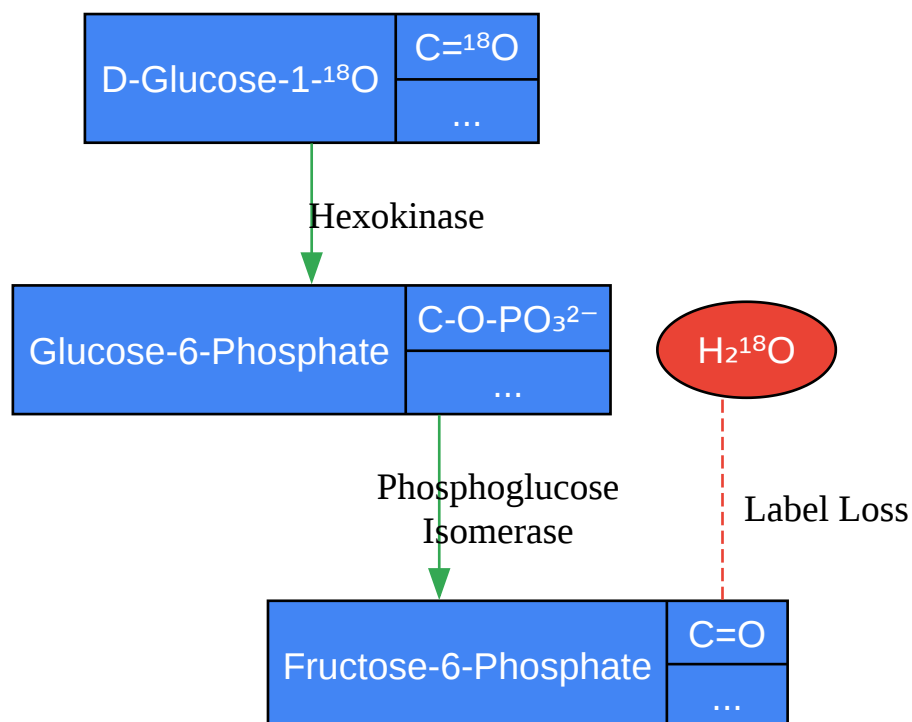 D-Glucose-1-¹⁸O
C=¹⁸O
...
Hexokinase
Glucose-6-Phosphate
C-O-PO₃²⁻
...
H₂¹⁸O
Phosphoglucose
Isomerase
Label Loss
Fructose-6-Phosphate
C=O
...